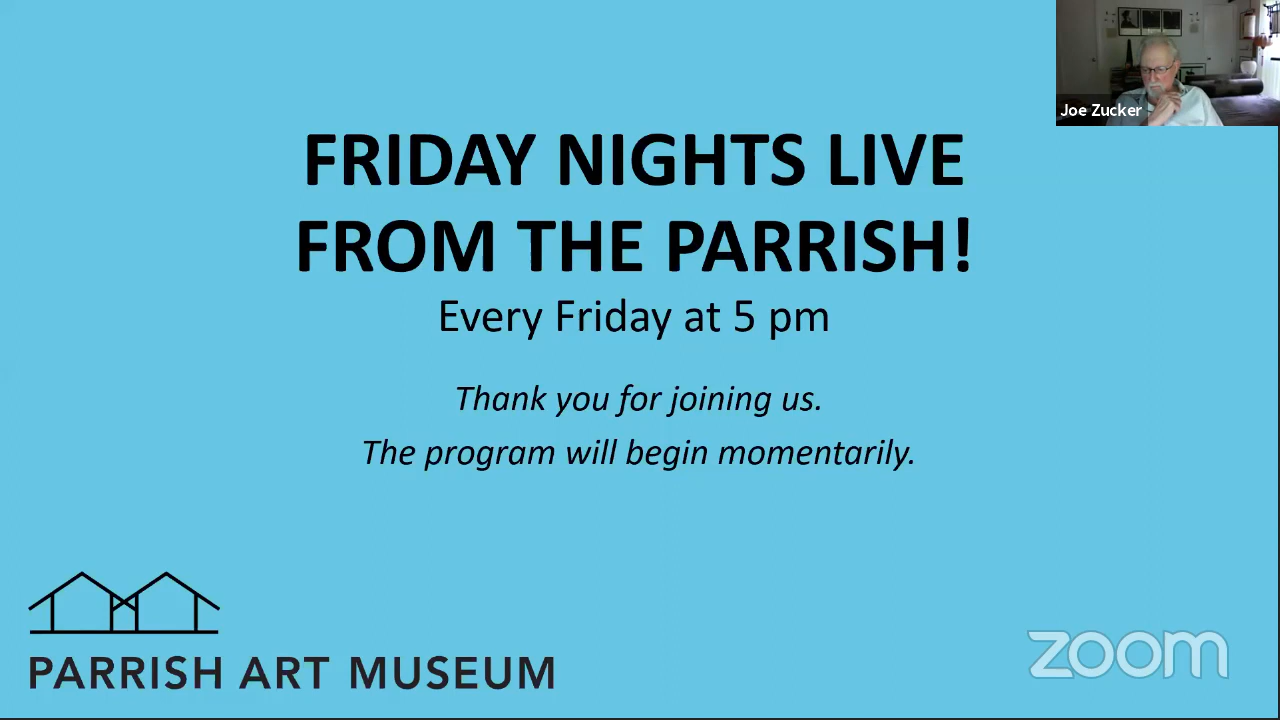 Joe Zucker
FRIDAY NIGHTS LIVE
FROM THE PARRISH!
Every Friday at 5 pm
Thank you for joining us.
The program will begin momentarily.
PARRISH ART MUSEUM
zoom